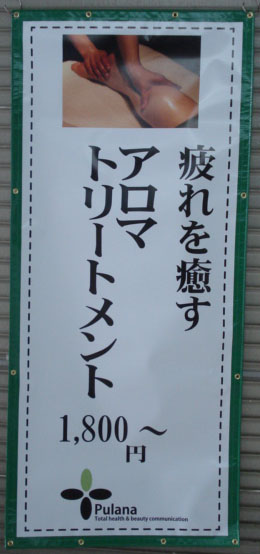 疲れを癒す
アロマ
トリートメント
1,800円～
Pulana
Total health & beauty communication